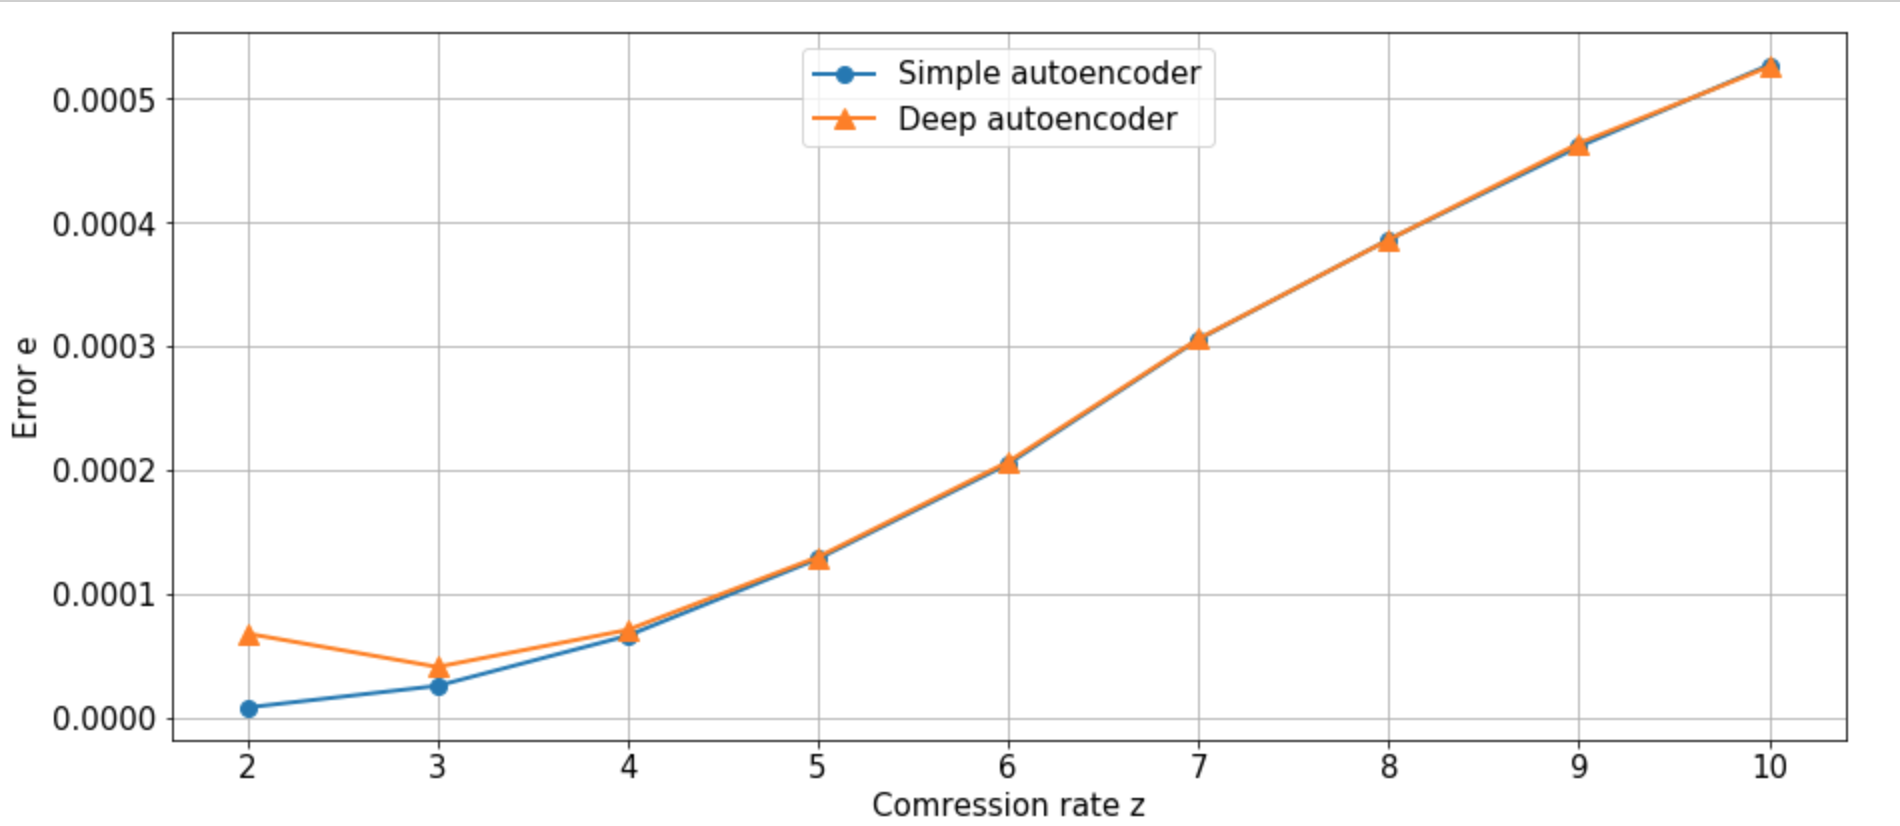 Simple autoencoder
Deep autoencoder
0.0005
0.0004
0.0003
0.0002
0.0001
0.0000
Error e
2 3 4 5 6 7 8 9 10
Comression rate z